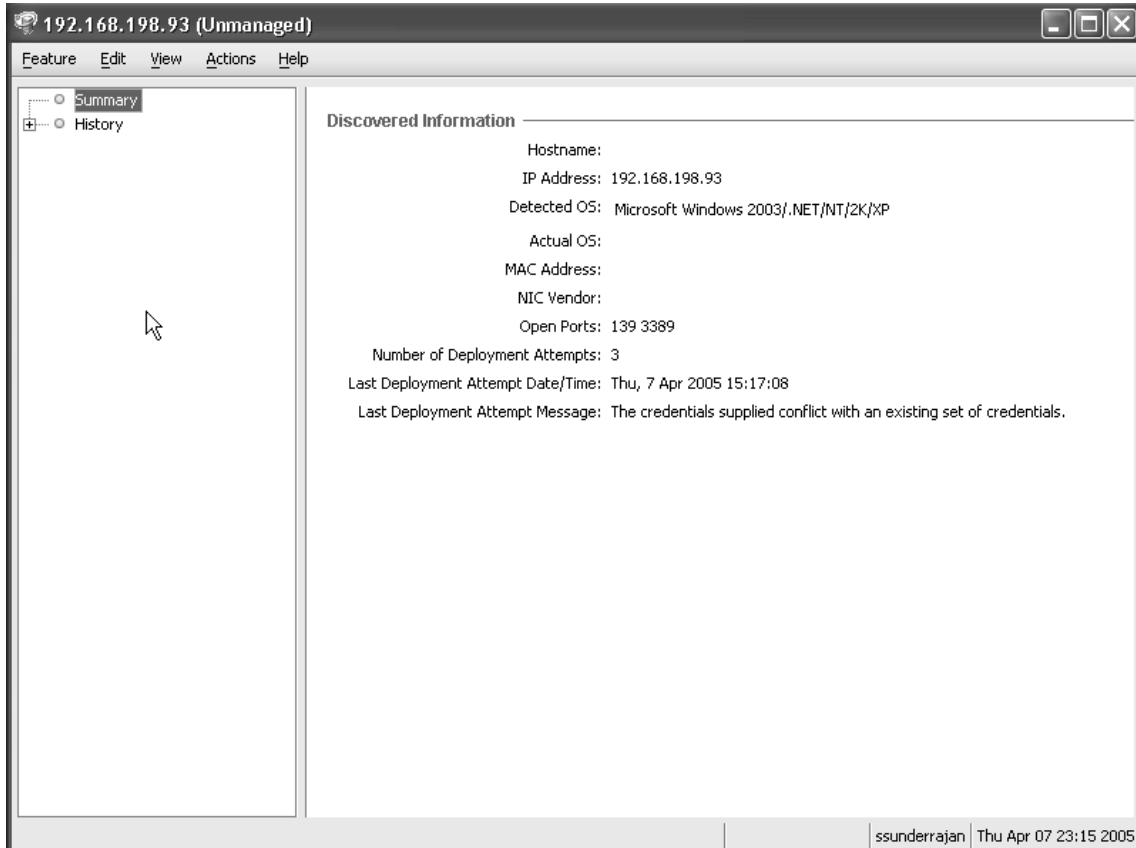 192.168.198.93 (Unmanaged)
Feature Edit View Actions Help
Summary
History
Discovered Information
Hostname:
IP Address: 192.168.198.93
Detected OS: Microsoft Windows 2003/.NET/NT/2K/XP
Actual OS:
MAC Address:
NIC Vendor:
Open Ports: 139 3389
Number of Deployment Attempts: 3
Last Deployment Attempt Date/Time: Thu, 7 Apr 2005 15:17:08
Last Deployment Attempt Message: The credentials supplied conflict with an existing set of credentials.
ssunderrajan Thu Apr 07 23:15 2005